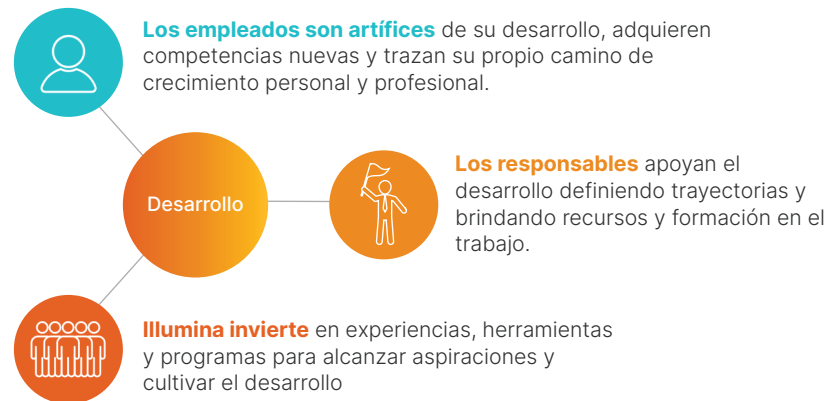 Los empleados son artífices de su desarrollo, adquieren
competencias nuevas y trazan su propio camino de
crecimiento personal y profesional.
Desarrollo
Los responsables apoyan el
desarrollo definiendo trayectorias y
brindando recursos y formación en el
trabajo.
Illumina invierte en experiencias, herramientas
y programas para alcanzar aspiraciones y
cultivar el desarrollo